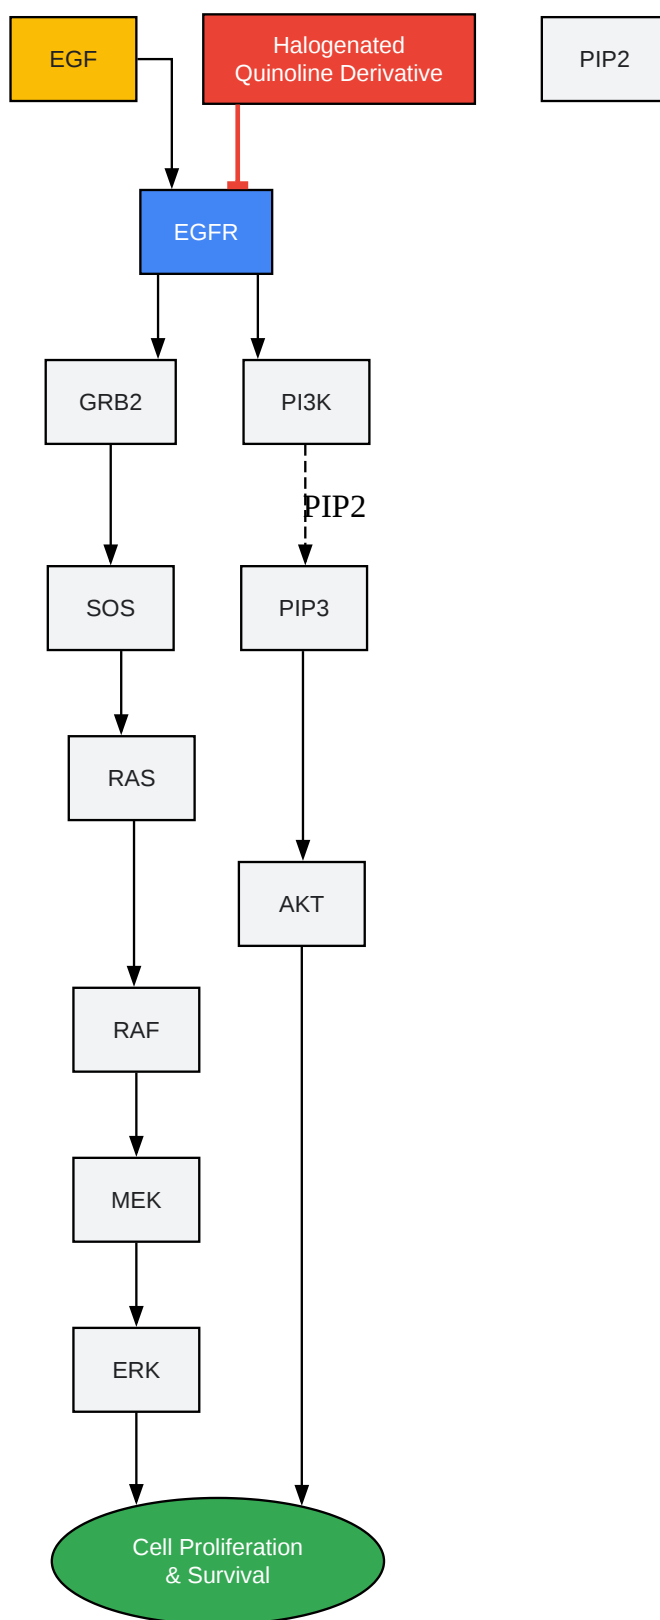 EGF
Halogenated
Quinoline Derivative
PIP2
EGFR
GRB2
PI3K
PIP2
SOS
PIP3
RAS
AKT
RAF
MEK
ERK
Cell Proliferation
& Survival